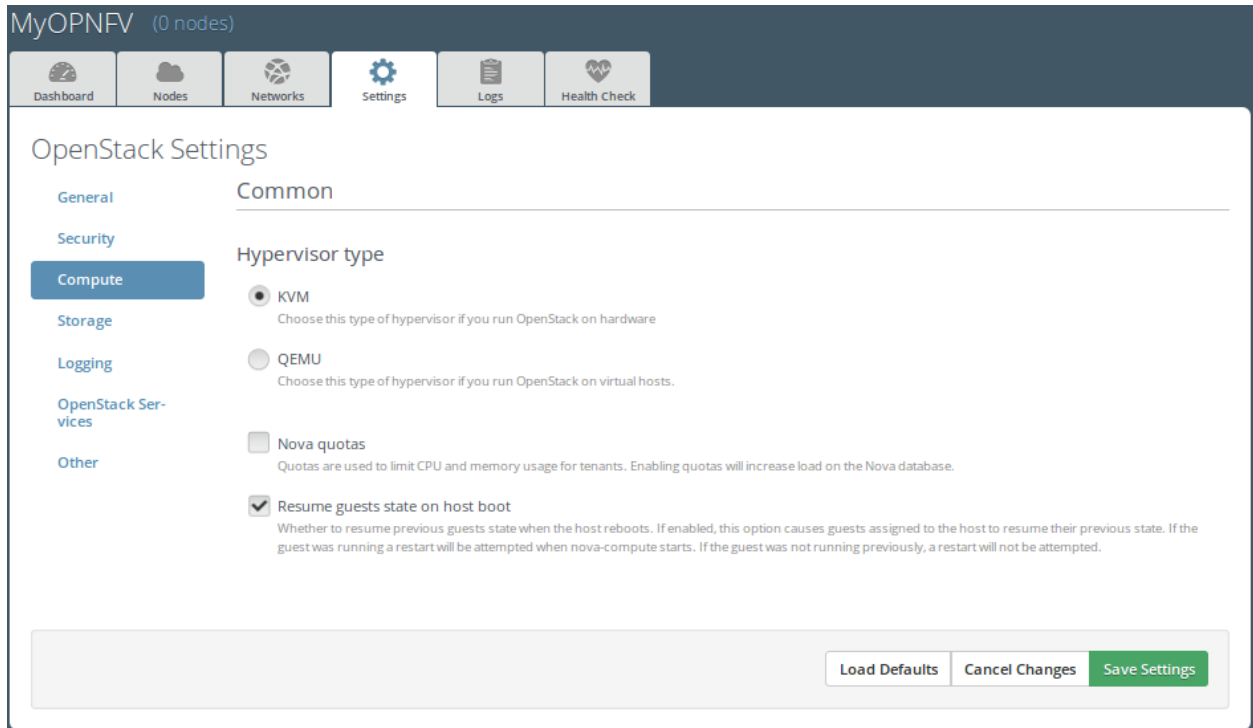 MyOPNFV (0 nodes)
Dashboard Nodes Networks Settings Logs Health Check
OpenStack Settings
General
Security
Compute
Storage
Logging
OpenStack Ser-
vices
Other
Common
Hypervisor type
KVM
Choose this type of hypervisor if you run OpenStack on hardware
QEMU
Choose this type of hypervisor if you run OpenStack on virtual hosts.
Nova quotas
Quotas are used to limit CPU and memory usage for tenants. Enabling quotas will increase load on the Nova database.
Resume guests state on host boot
Whether to resume previous guests state when the host reboots. If enabled, this option causes guests assigned to the host to resume their previous state. If the
guest was running a restart will be attempted when nova-compute starts. If the guest was not running previously, a restart will not be attempted.
Load Defaults Cancel Changes Save Settings